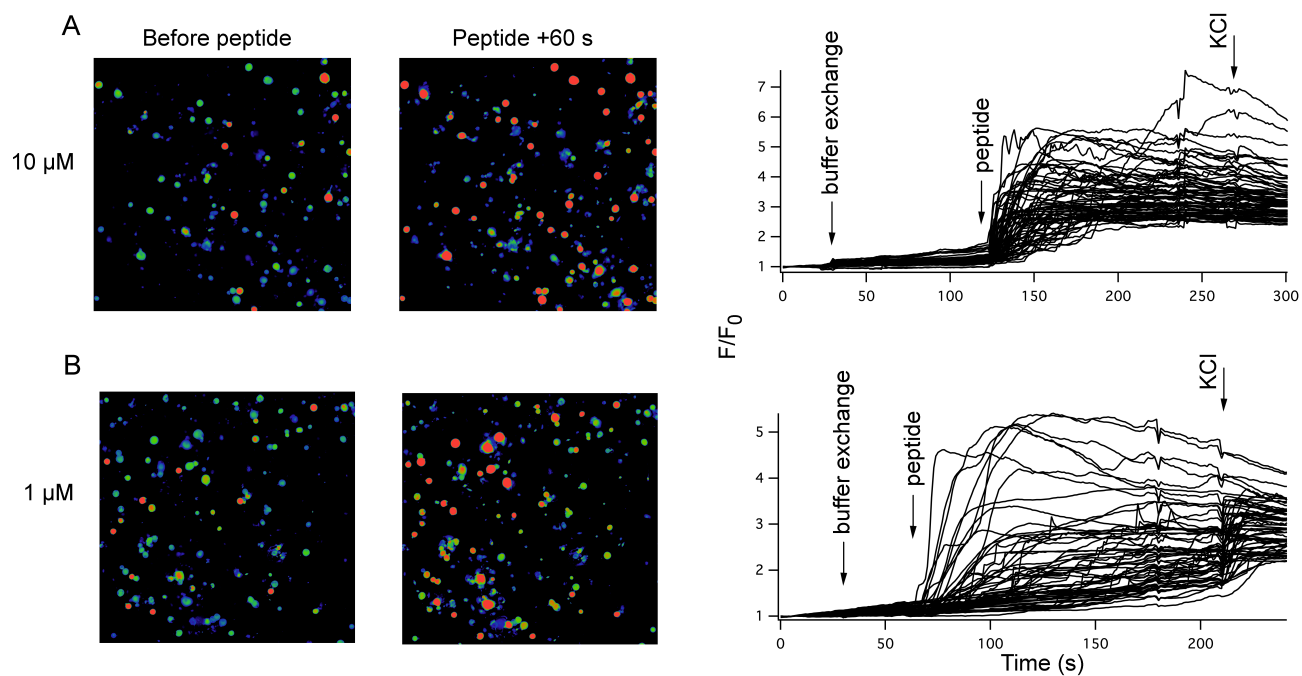 A
Before peptide
Peptide +60 s
10 µM
buffer exchange
peptide
KCl
7
6
5
4
3
2
1
0
50
100
150
200
250
300
F/F0
B
1 µM
buffer exchange
peptide
KCl
5
4
3
2
1
0
50
100
150
200
Time (s)